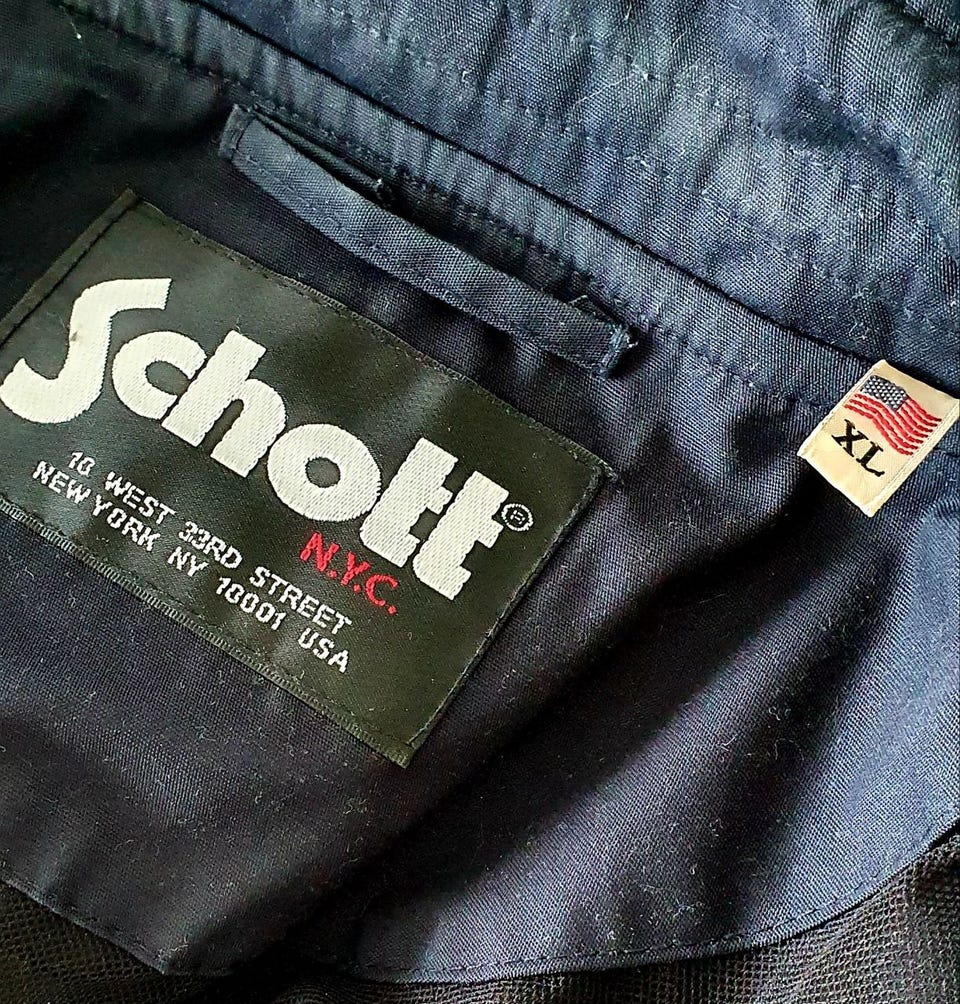 Schott®
N.Y.C.
10 WEST 33RD STREET
NEW YORK NY 10001 USA
XL